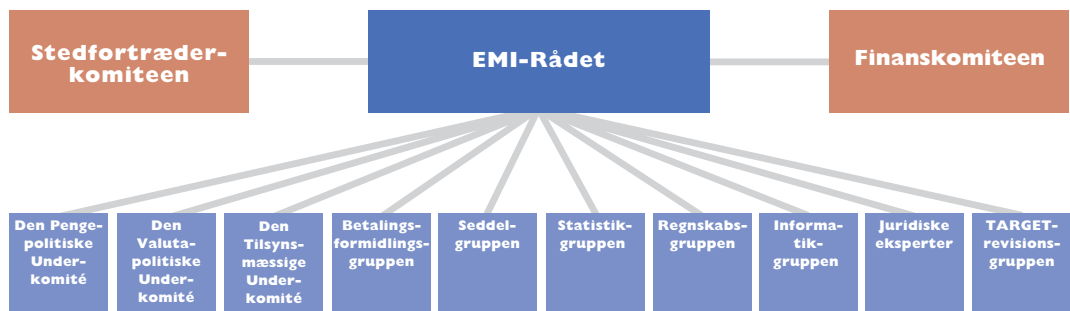 Stedfortræder-
komiteen
EMI-Rådet
Finanskomiteen
Den Penge-
politiske
Under-
komité
Den
Valuta-
politiske
Under-
komité
Den
Tilsyns-
mæssige
Under-
komité
Betalings-
formidlings-
gruppen
Seddel-
gruppen
Statistik-
gruppen
Regnskabs-
gruppen
Informa-
tik-
gruppen
Juridiske
eksperter
TARGET-
revisions-
gruppen